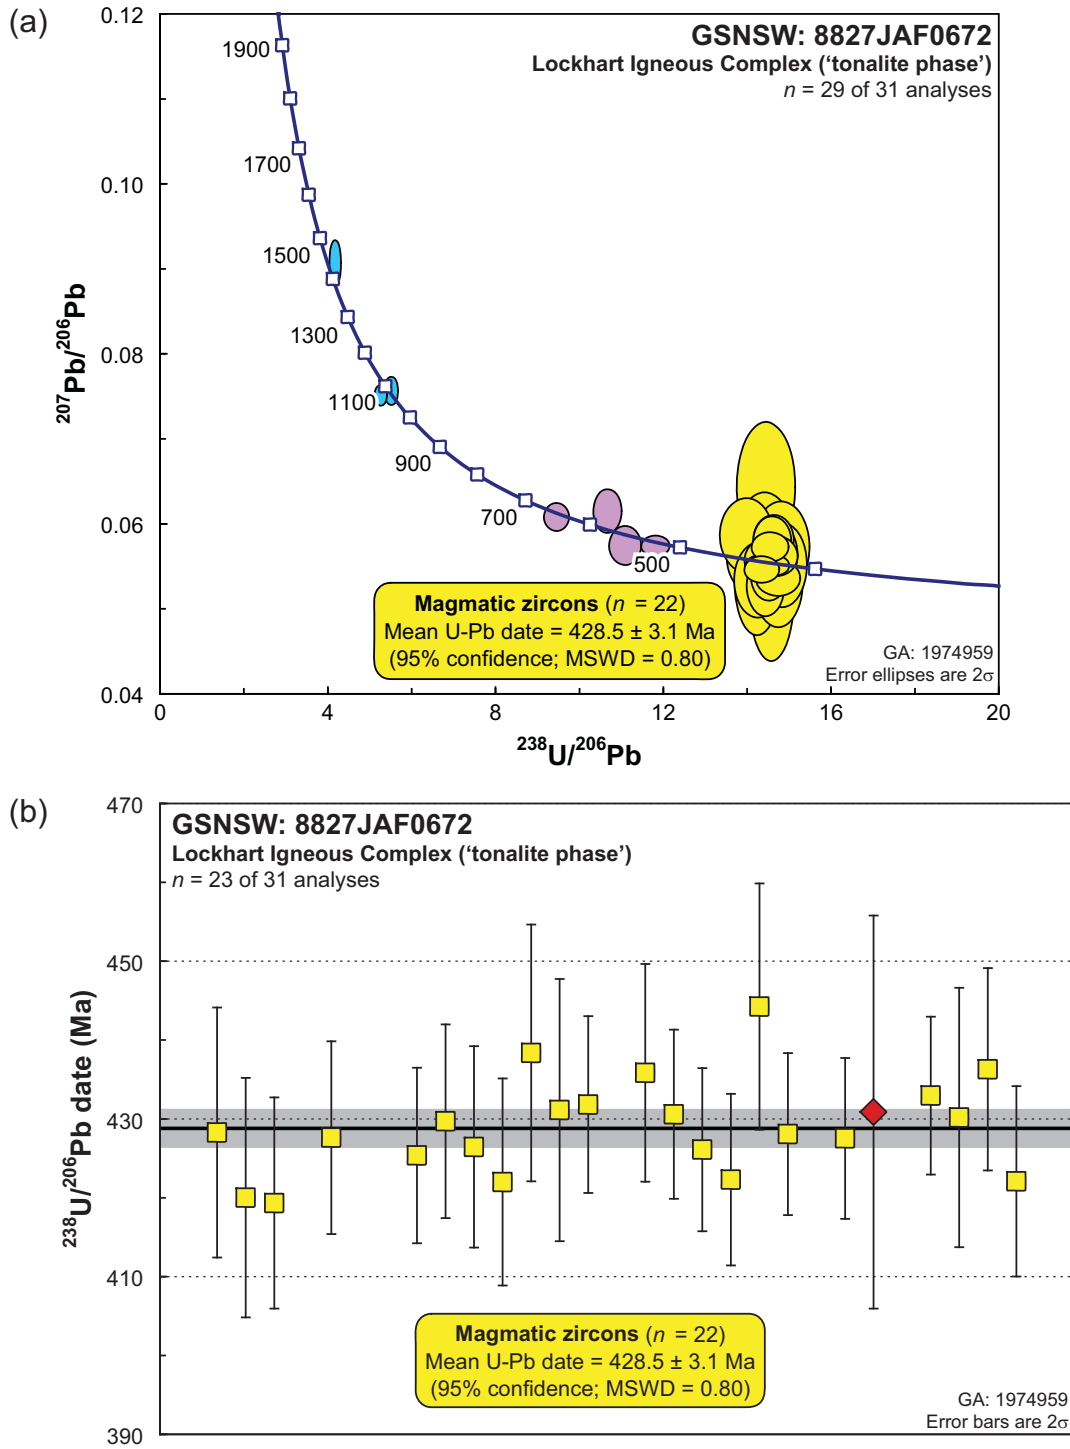 (a)
GSNSW: 8827JAF0672
Lockhart Igneous Complex (‘tonalite phase’)
n = 29 of 31 analyses
0.12
0.10
0.08
0.06
0.04
²⁰⁷Pb/²⁰⁶Pb
1900
1700
1500
1300
1100
900
700
500
Magmatic zircons (n = 22)
Mean U-Pb date = 428.5 ± 3.1 Ma
(95% confidence; MSWD = 0.80)
GA: 1974959
Error ellipses are 2σ
0 4 8 12 16 20
²³⁸U/²⁰⁶Pb
(b)
GSNSW: 8827JAF0672
Lockhart Igneous Complex (‘tonalite phase’)
n = 23 of 31 analyses
470
450
430
410
390
²³⁸U/²⁰⁶Pb date (Ma)
Magmatic zircons (n = 22)
Mean U-Pb date = 428.5 ± 3.1 Ma
(95% confidence; MSWD = 0.80)
GA: 1974959
Error bars are 2σ